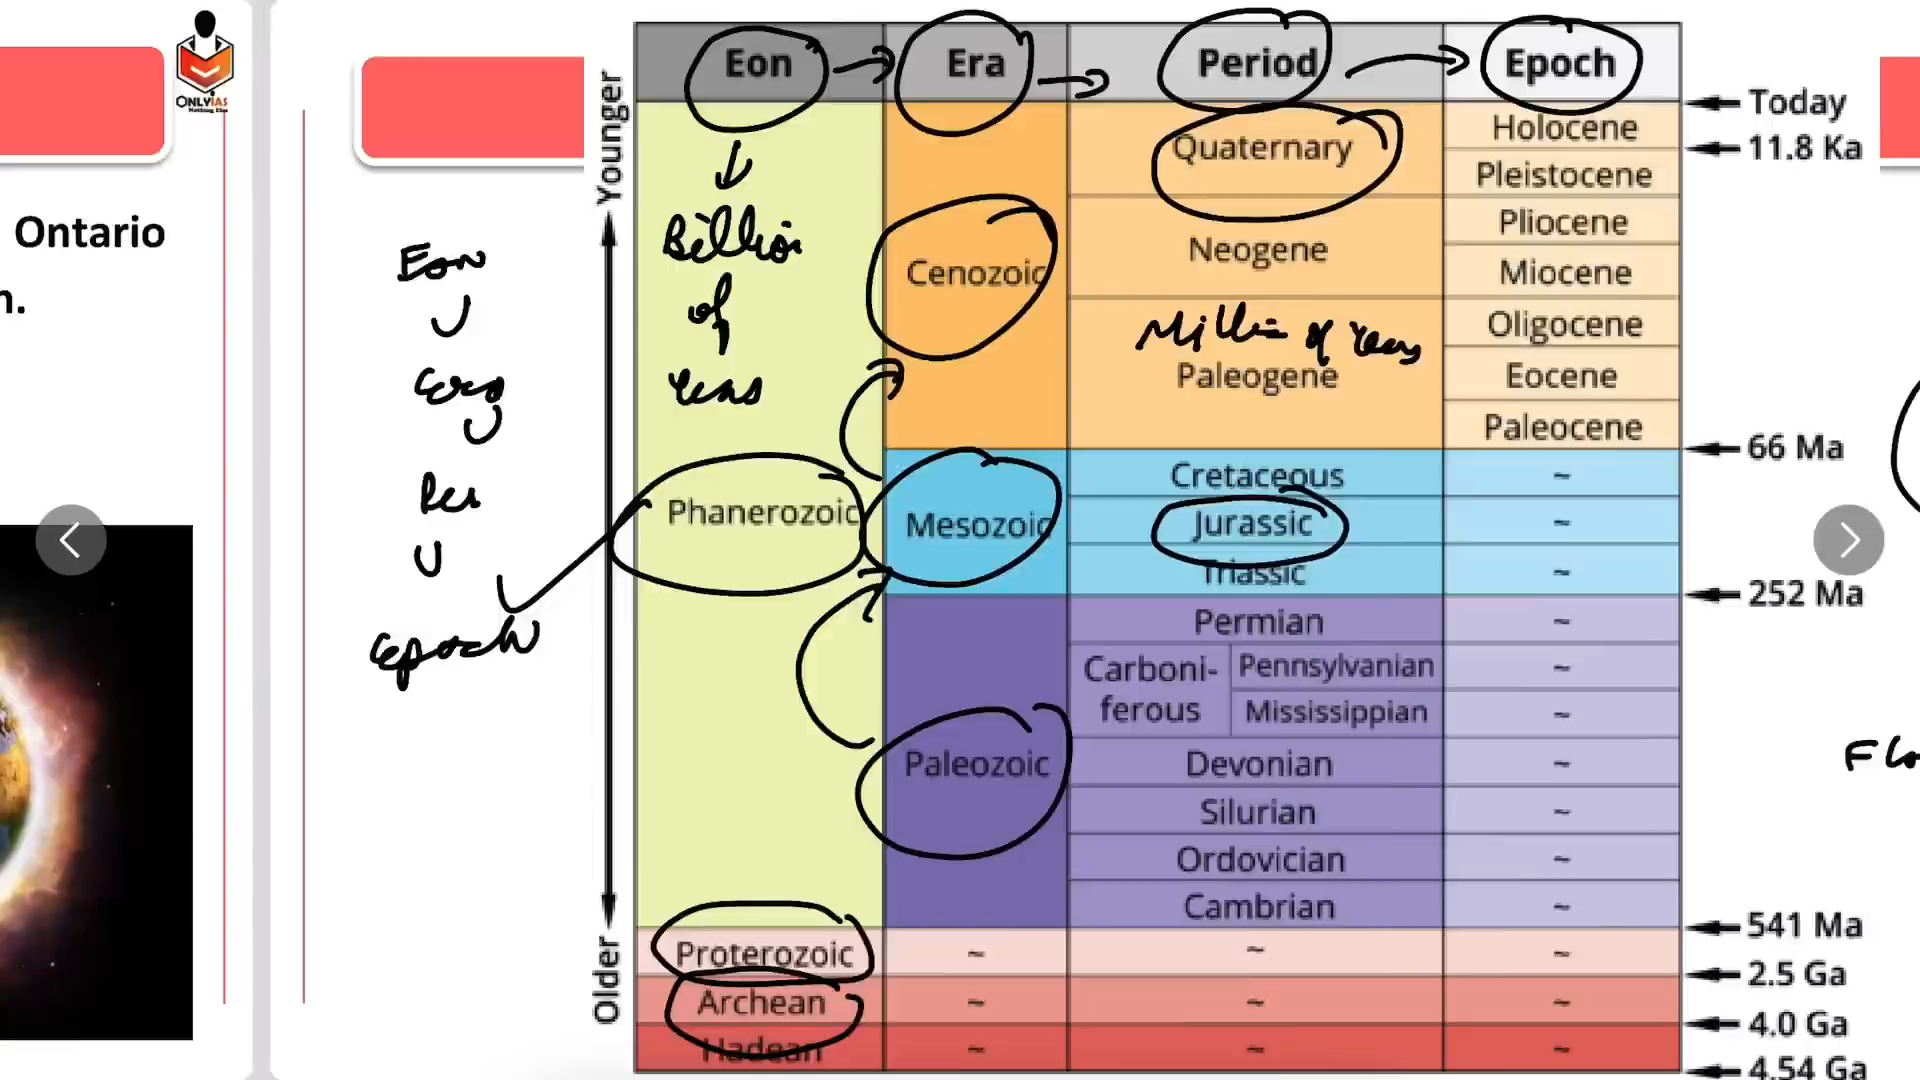 ONLYIAS
Ontario
n.
Eon
Era
Per
Epoch
Younger
Older
Eon
Era
Period
Epoch
Billion
of
Years
Phanerozoic
Proterozoic
Archean
Hadean
Cenozoic
Mesozoic
Paleozoic
~
~
~
Quaternary
Neogene
Million of Years
Paleogene
Cretaceous
Jurassic
Triassic
Permian
Carboni-
ferous
Pennsylvanian
Mississippian
Devonian
Silurian
Ordovician
Cambrian
~
~
~
Holocene
Pleistocene
Pliocene
Miocene
Oligocene
Eocene
Paleocene
~
~
~
~
~
~
~
~
~
~
~
~
~
Today
11.8 Ka
66 Ma
252 Ma
541 Ma
2.5 Ga
4.0 Ga
4.54 Ga